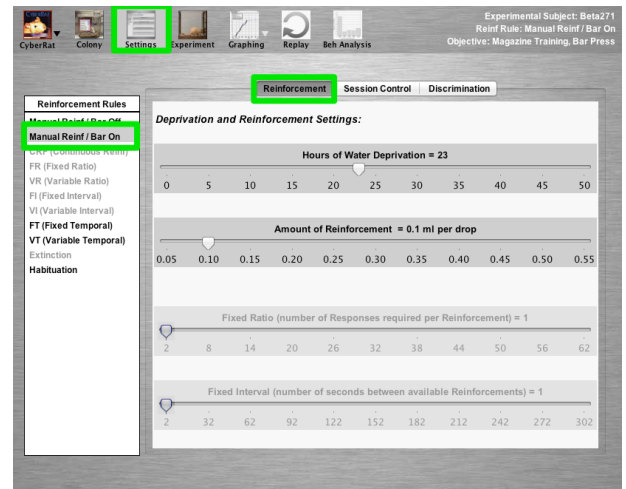 Experimental Subject: Beta271
Reinf Rule: Manual Reinf / Bar On
Objective: Magazine Training, Bar Press
CyberRat Colony Settings Experiment Graphing Replay Beh Analysis
Reinforcement Session Control Discrimination
Reinforcement Rules
Manual Reinf / Bar Off
Manual Reinf / Bar On
CRF (Continuous Reinf)
FR (Fixed Ratio)
VR (Variable Ratio)
FI (Fixed Interval)
VI (Variable Interval)
FT (Fixed Temporal)
VT (Variable Temporal)
Extinction
Habituation
Deprivation and Reinforcement Settings:
Hours of Water Deprivation = 23
0 5 10 15 20 25 30 35 40 45 50
Amount of Reinforcement = 0.1 ml per drop
0.05 0.10 0.15 0.20 0.25 0.30 0.35 0.40 0.45 0.50 0.55
Fixed Ratio (number of Responses required per Reinforcement) = 1
2 8 14 20 26 32 38 44 50 56 62
Fixed Interval (number of seconds between available Reinforcements) = 1
2 32 62 92 122 152 182 212 242 272 302